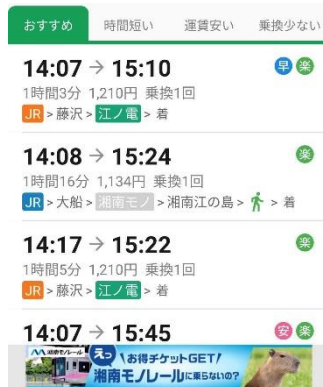 おすすめ 時間短い 運賃安い 乗換少ない
14:07 → 15:10 早 楽
1時間3分 1,210円 乗換1回
JR > 藤沢 > 江ノ電 > 着
14:08 → 15:24 楽
1時間16分 1,134円 乗換1回
JR > 大船 > 湘南モノ > 湘南江の島 > > 着
14:17 → 15:22 楽
1時間5分 1,210円 乗換1回
JR > 藤沢 > 江ノ電 > 着
14:07 → 15:45 安 楽
湘南モノレール えっ お得チケットGET!
湘南モノレールに乗らないの?